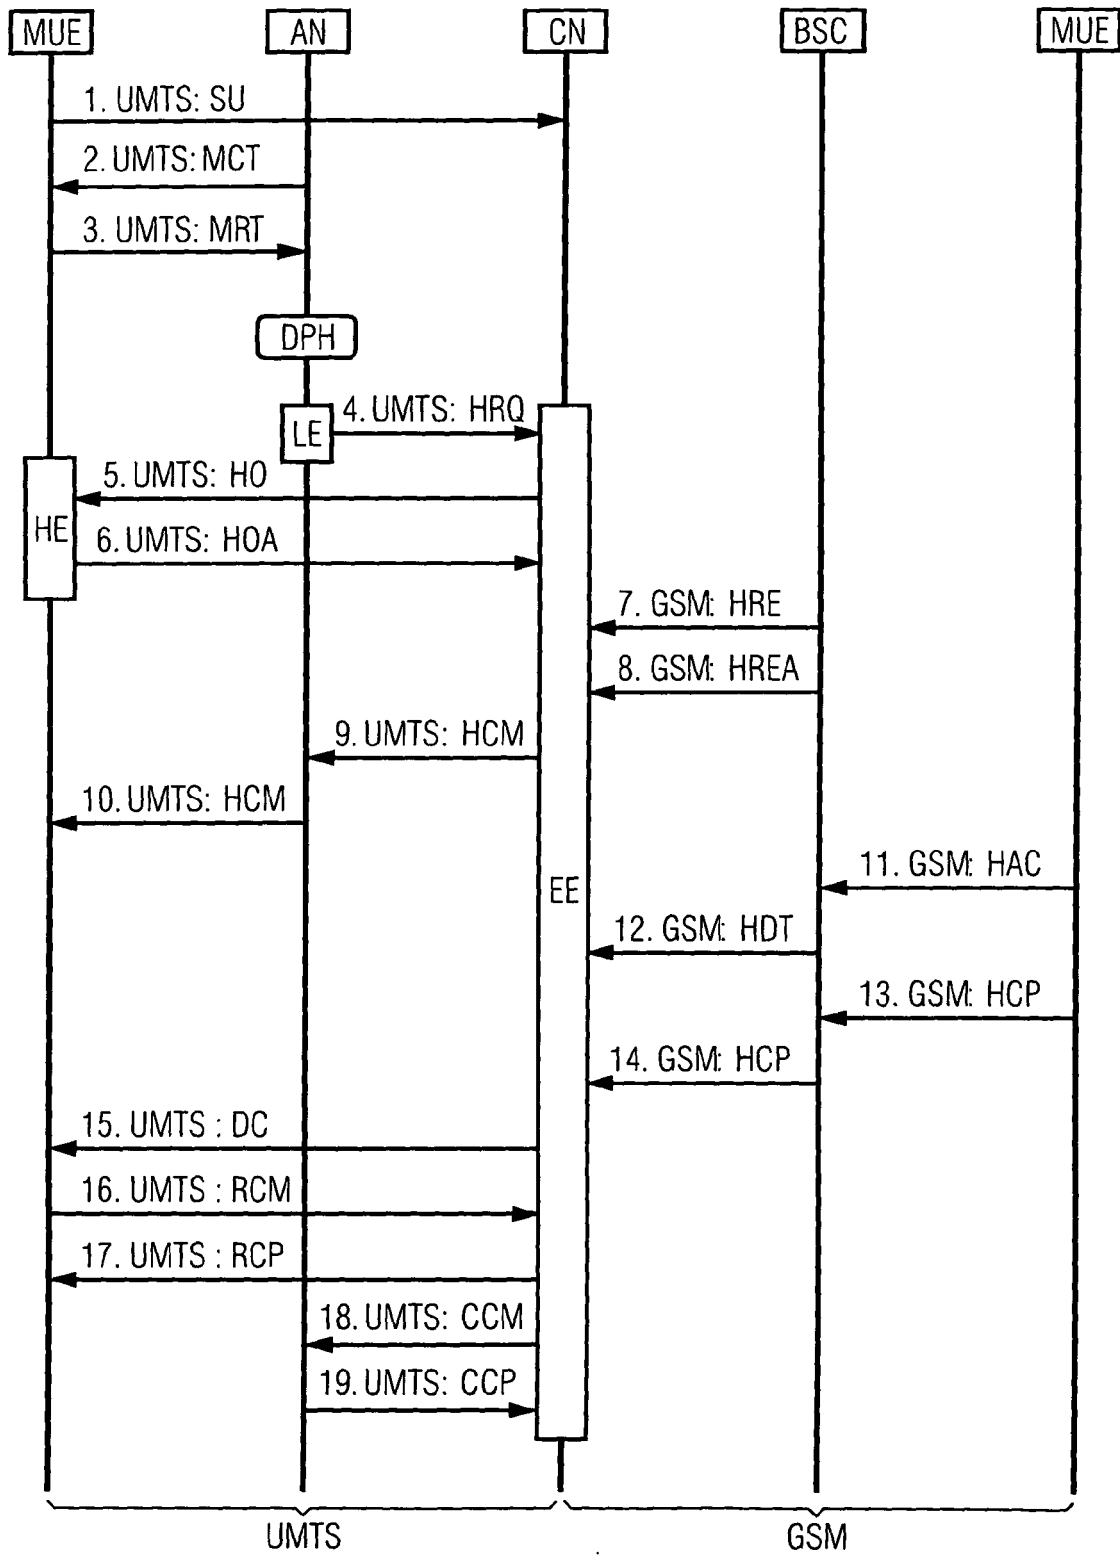 MUE AN CN BSC MUE
1. UMTS: SU
2. UMTS: MCT
3. UMTS: MRT
DPH
LE
4. UMTS: HRQ
5. UMTS: HO
HE
6. UMTS: HOA
7. GSM: HRE
8. GSM: HREA
9. UMTS: HCM
10. UMTS: HCM
11. GSM: HAC
EE
12. GSM: HDT
13. GSM: HCP
14. GSM: HCP
15. UMTS : DC
16. UMTS : RCM
17. UMTS : RCP
18. UMTS: CCM
19. UMTS: CCP
UMTS GSM